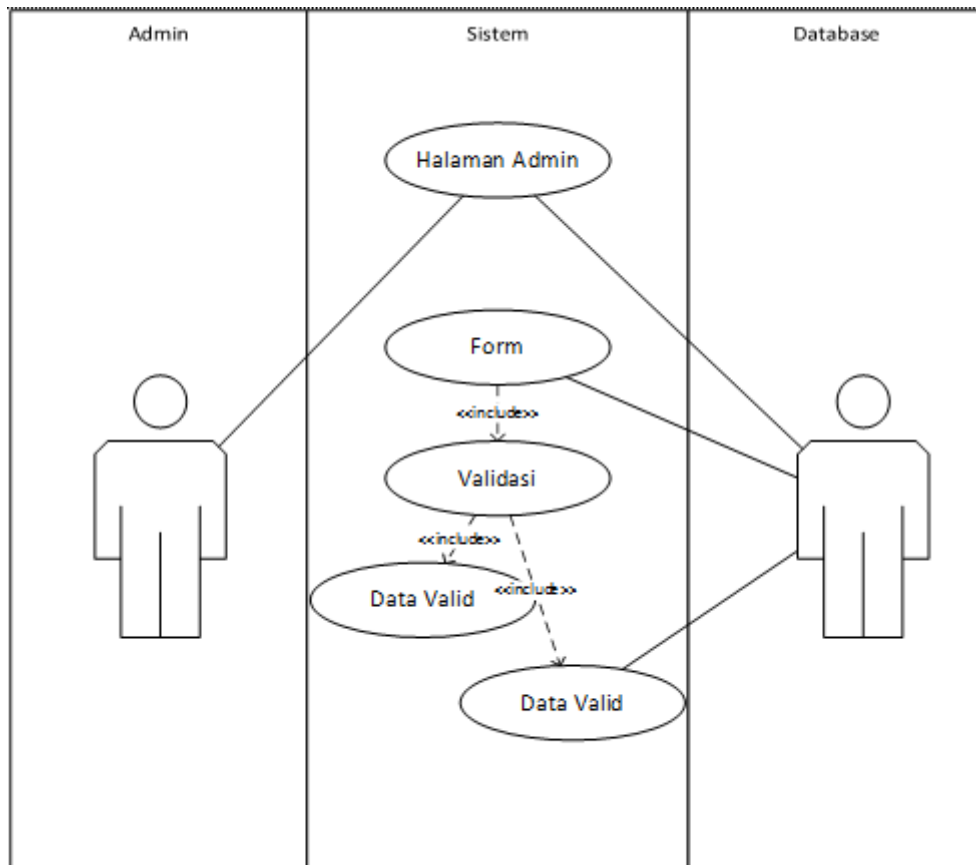 Admin
Sistem
Database
Halaman Admin
Form
<<include>>
Validasi
<<include>>
<<include>>
Data Valid
Data Valid